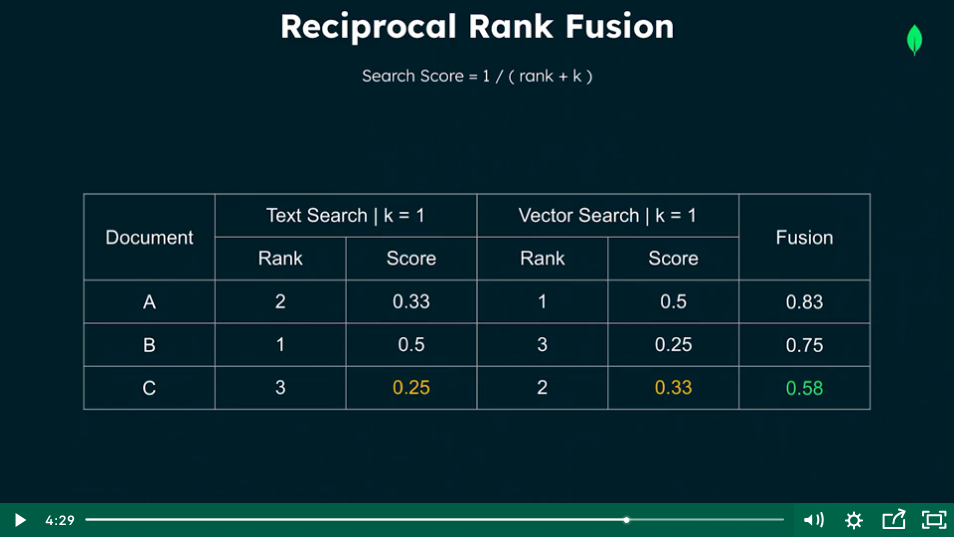 Reciprocal Rank Fusion
Search Score = 1 / ( rank + k )
Document Text Search | k = 1 Vector Search | k = 1 Fusion
Rank Score Rank Score
A 2 0.33 1 0.5 0.83
B 1 0.5 3 0.25 0.75
C 3 0.25 2 0.33 0.58
4:29